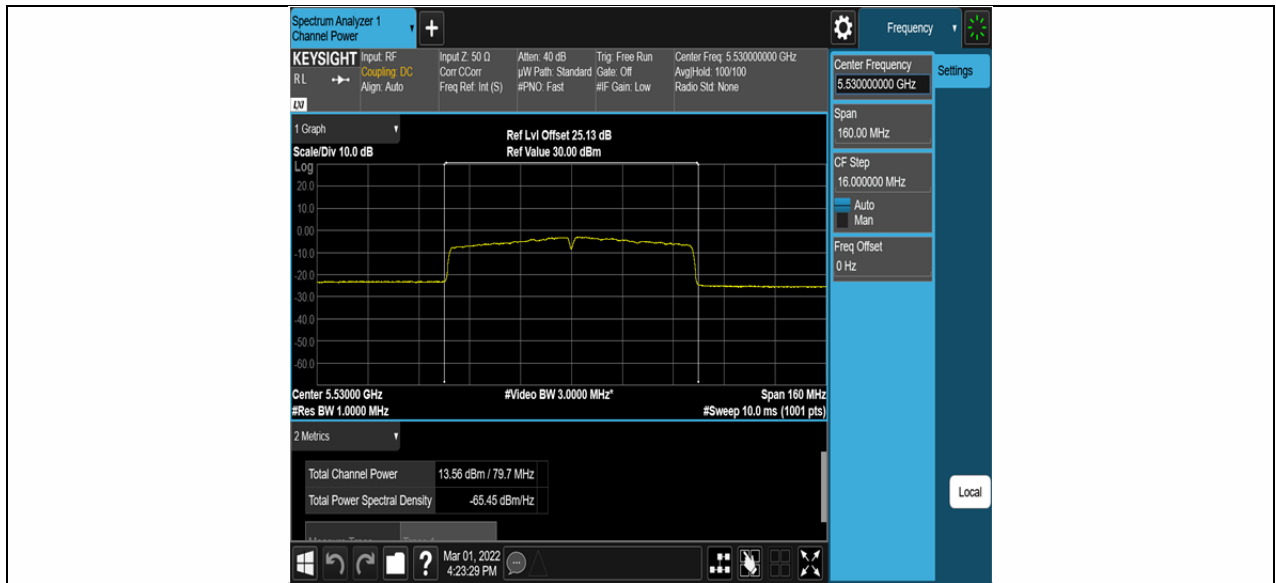 Spectrum Analyzer 1
Channel Power
+
Frequency
KEYSIGHT
RL
LXI
Input: RF
Coupling: DC
Align: Auto
Input Z: 50 Ω
Corr CCorr
Freq Ref: Int (S)
Atten: 40 dB
µW Path: Standard
#PNO: Fast
Trig: Free Run
Gate: Off
#IF Gain: Low
Center Freq: 5.530000000 GHz
Avg|Hold: 100/100
Radio Std: None
Center Frequency
5.530000000 GHz
Settings
Span
160.00 MHz
CF Step
16.000000 MHz
Auto
Man
Freq Offset
0 Hz
Local
1 Graph
Scale/Div 10.0 dB
Ref Lvl Offset 25.13 dB
Ref Value 30.00 dBm
Log
20.0
10.0
0.00
-10.0
-20.0
-30.0
-40.0
-50.0
-60.0
Center 5.53000 GHz
#Res BW 1.0000 MHz
#Video BW 3.0000 MHz*
Span 160 MHz
#Sweep 10.0 ms (1001 pts)
2 Metrics
Total Channel Power 13.56 dBm / 79.7 MHz
Total Power Spectral Density -65.45 dBm/Hz
?
Mar 01, 2022
4:23:29 PM